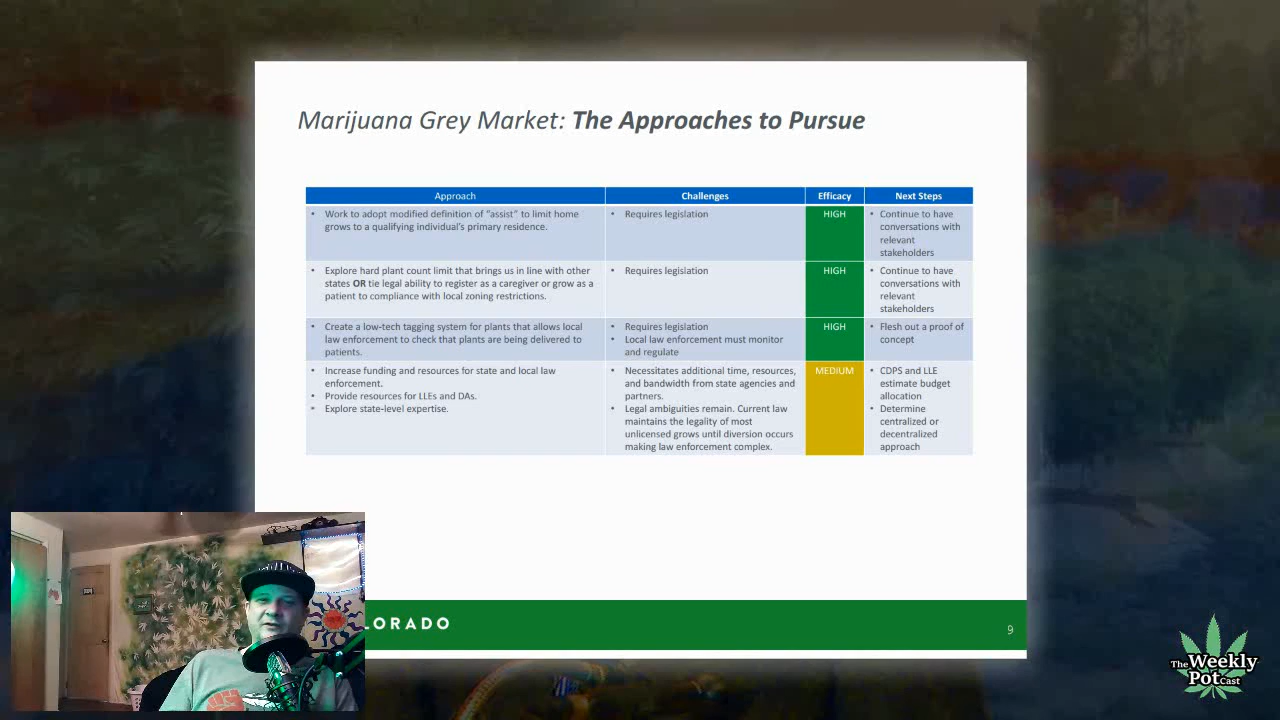 Marijuana Grey Market: The Approaches to Pursue
Approach
Challenges
Efficacy
Next Steps
• Work to adopt modified definition of "assist" to limit home
grows to a qualifying individual's primary residence.
• Requires legislation
HIGH
• Continue to have
conversations with
relevant
stakeholders
• Explore hard plant count limit that brings us in line with other
states OR tie legal ability to register as a caregiver or grow as a
patient to compliance with local zoning restrictions.
• Requires legislation
HIGH
• Continue to have
conversations with
relevant
stakeholders
• Create a low-tech tagging system for plants that allows local
law enforcement to check that plants are being delivered to
patients.
• Requires legislation
• Local law enforcement must monitor
and regulate
HIGH
• Flesh out a proof of
concept
• Increase funding and resources for state and local law
enforcement.
• Provide resources for LLEs and DAs.
• Explore state-level expertise.
• Necessitates additional time, resources,
and bandwidth from state agencies and
partners.
• Legal ambiguities remain. Current law
maintains the legality of most
unlicensed grows until diversion occurs
making law enforcement complex.
MEDIUM
• CDPS and LLE
estimate budget
allocation
• Determine
centralized or
decentralized
approach
LORADO
9
The Weekly
PotCast